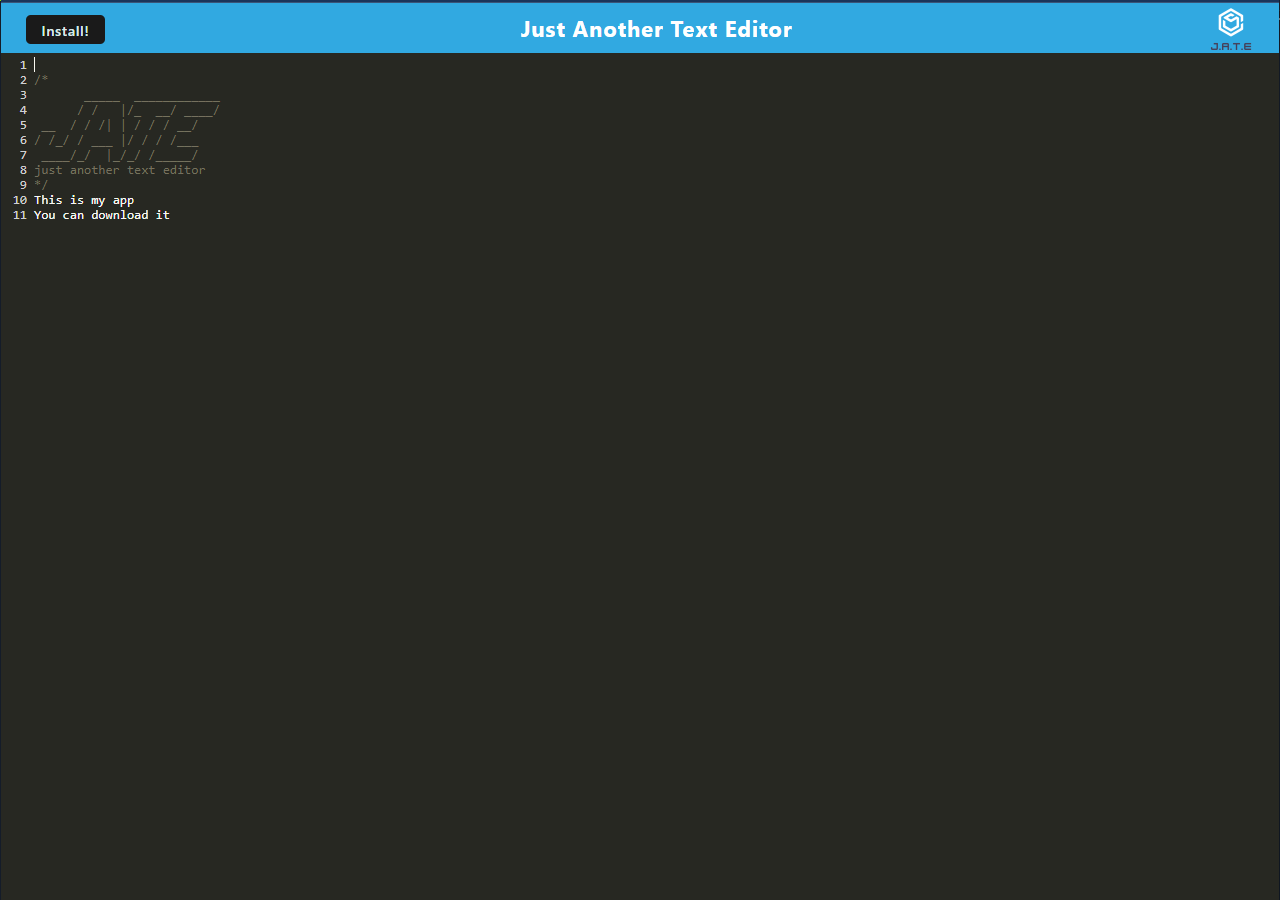 Install!
Just Another Text Editor
J.A.T.E
1
2 /*
3        _____  ____________
4       / /   |/_  __/ ____/
5  __  / / /| | / / / __/
6 / /_/ / ___ |/ / / /___
7  ____/_/  |_/_/ /_____/
8 just another text editor
9 */
10 This is my app
11 You can download it